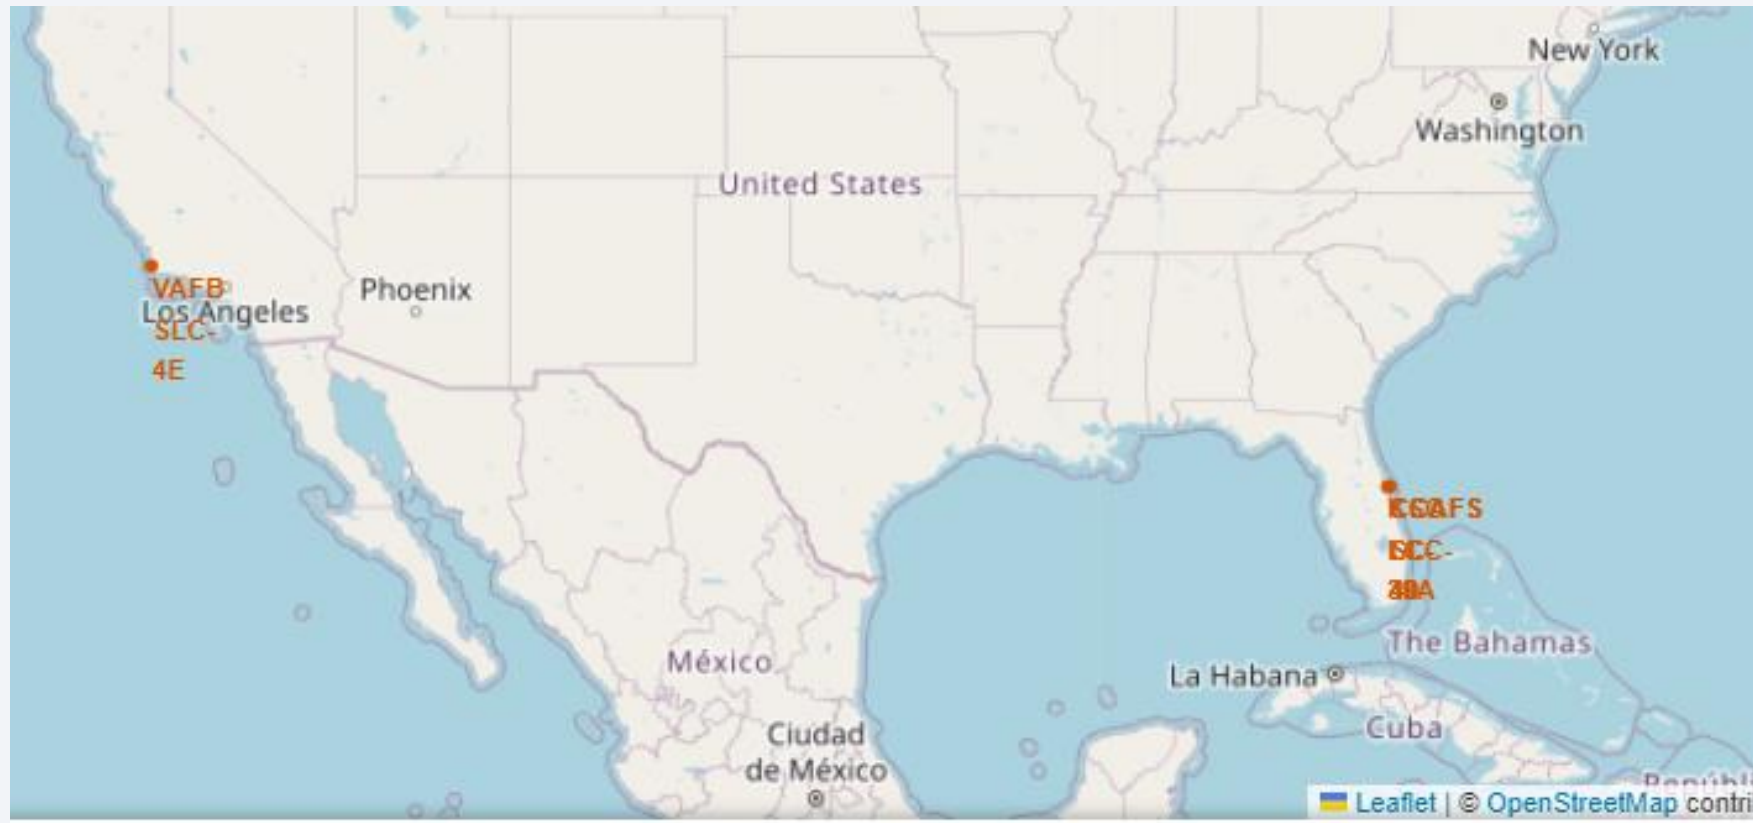 New York
Washington
United States
VAFB
Los Angeles
SLC-
4E
Phoenix
México
Ciudad
de México
La Habana
The Bahamas
Cuba
Leaflet | © OpenStreetMap contri